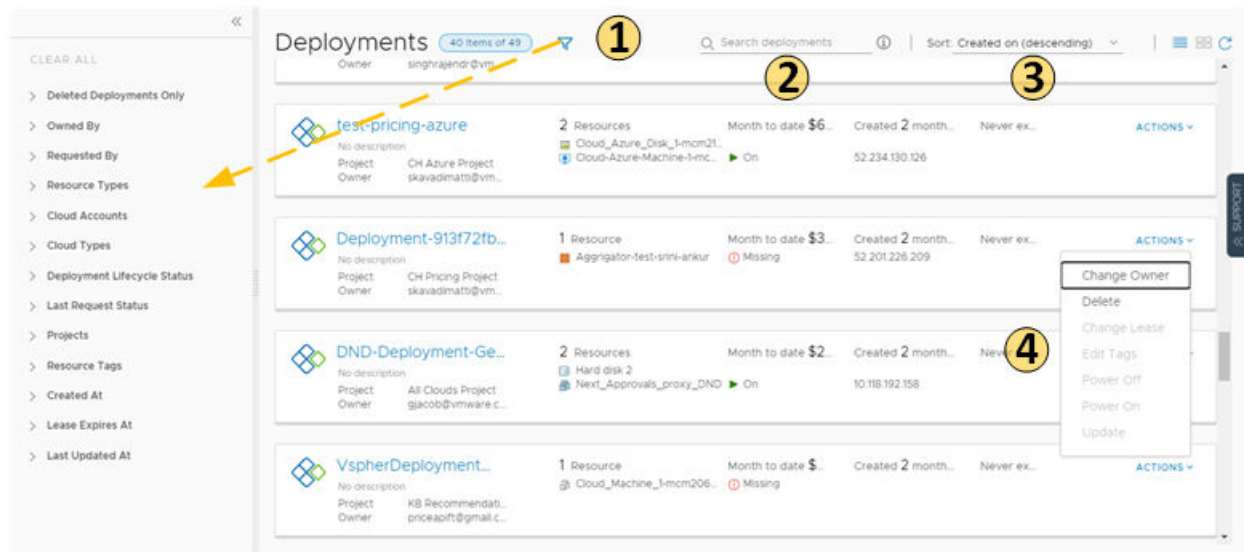 CLEAR ALL
Deleted Deployments Only
Owned By
Requested By
Resource Types
Cloud Accounts
Cloud Types
Deployment Lifecycle Status
Last Request Status
Projects
Resource Tags
Created At
Lease Expires At
Last Updated At
Deployments 40 Items of 49 1 Search deployments Sort: Created on (descending)
2 3
Owner singhrajendr@vm...
test-pricing-azure 2 Resources Month to date $6... Created 2 month... Never ex... ACTIONS
No description Cloud_Azure_Disk_1-mcm21...
Cloud-Azure-Machine-1-mc... On 52.234.130.126
Project CH Azure Project
Owner skavadimatti@vm...
SUPPORT
Deployment-913f72fb... 1 Resource Month to date $3... Created 2 month... Never ex... ACTIONS
No description Aggrigator-test-srini-ankur Missing 52.201.226.209
Project CH Pricing Project
Owner skavadimatti@vm...
Change Owner
Delete
Change Lease
Edit Tags
Power Off
Power On
Update
DND-Deployment-Ge... 2 Resources Month to date $2... Created 2 month... Never 4
No description Hard disk 2
Next_Approvals_proxy_DND On 10.118.192.158
Project All Clouds Project
Owner gjacob@vmware.c...
VspherDeployment... 1 Resource Month to date $... Created 2 month... Never ex... ACTIONS
No description Cloud_Machine_1-mcm206... Missing
Project KB Recommendati...
Owner priceapift@gmail.c...